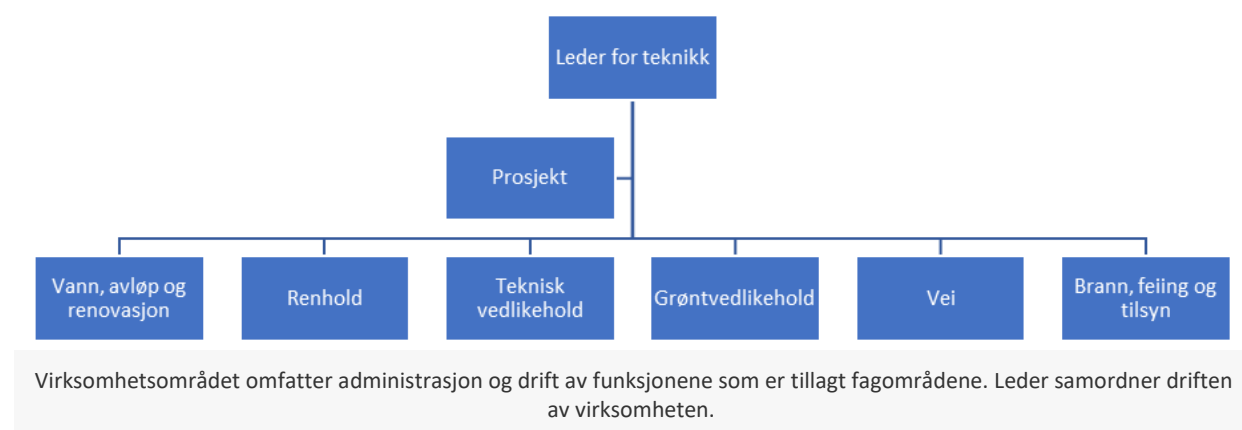 Leder for teknikk
Prosjekt
Vann, avløp og
renovasjon
Renhold
Teknisk
vedlikehold
Grøntvedlikehold
Vei
Brann, feiing og
tilsyn
Virksomhetsområdet omfatter administrasjon og drift av funksjonene som er tillagt fagområdene. Leder samordner driften
av virksomheten.